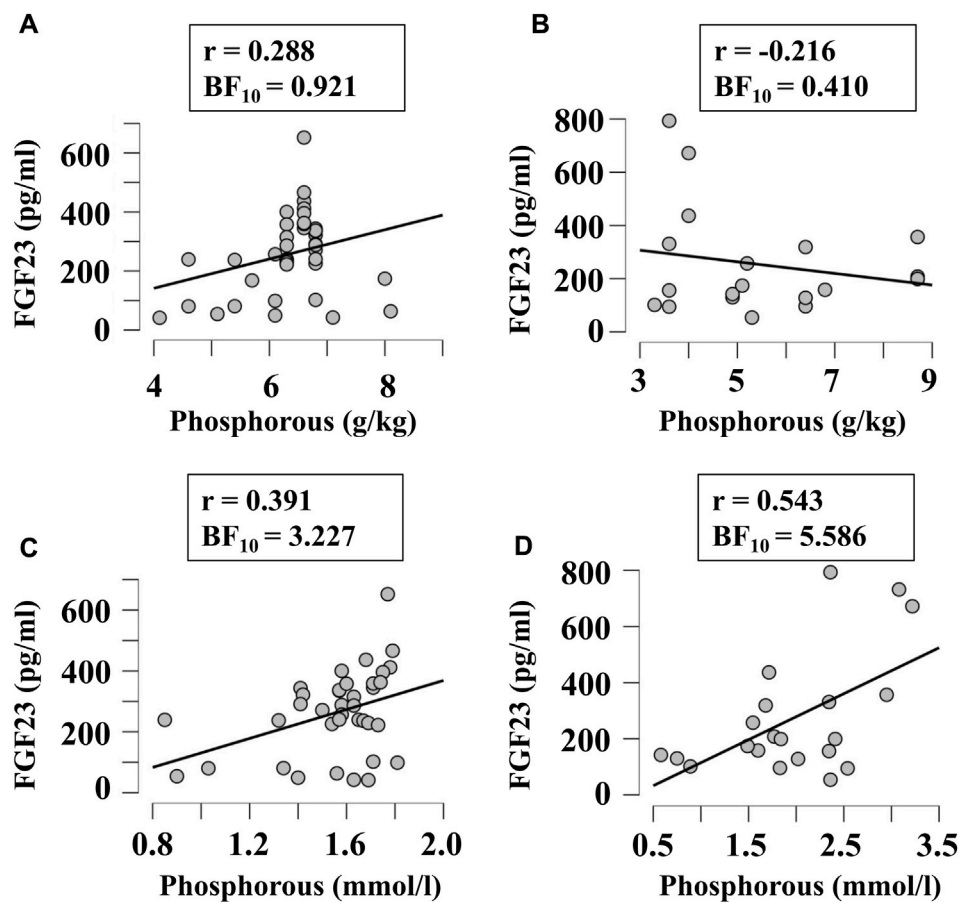 A
r = 0.288
BF10 = 0.921
FGF23 (pg/ml)
600
400
200
0
4 6 8
Phosphorous (g/kg)
B
r = -0.216
BF10 = 0.410
FGF23 (pg/ml)
800
600
400
200
0
3 5 7 9
Phosphorous (g/kg)
C
r = 0.391
BF10 = 3.227
FGF23 (pg/ml)
600
400
200
0
0.8 1.2 1.6 2.0
Phosphorous (mmol/l)
D
r = 0.543
BF10 = 5.586
FGF23 (pg/ml)
800
600
400
200
0
0.5 1.5 2.5 3.5
Phosphorous (mmol/l)